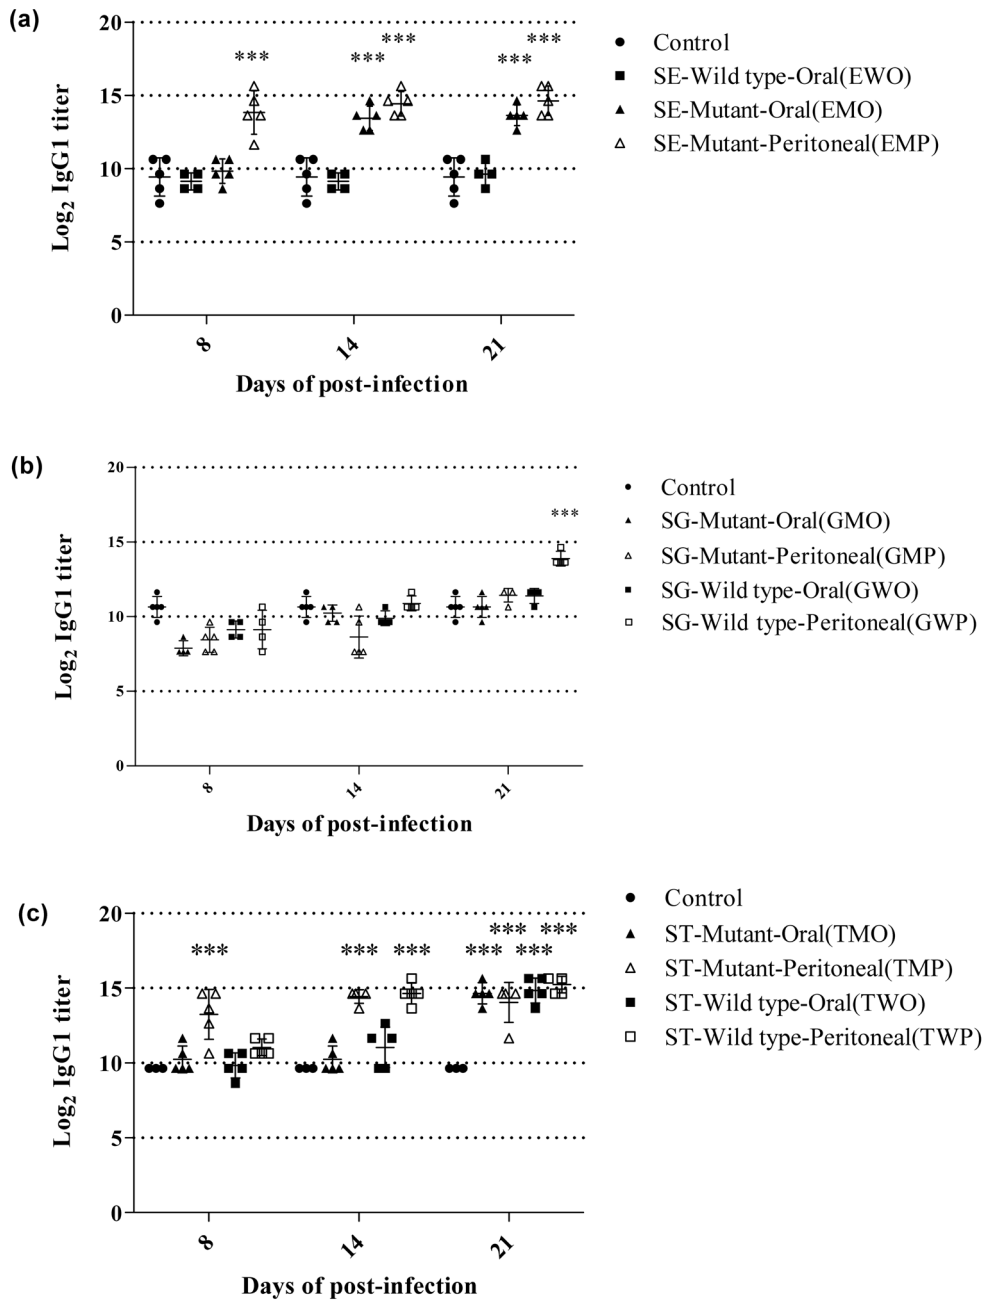 (a)
20
15
10
5
0
Log2 IgG1 titer
***
***
***
***
***
8
14
21
Days of post-infection
Control
SE-Wild type-Oral(EWO)
SE-Mutant-Oral(EMO)
SE-Mutant-Peritoneal(EMP)
(b)
20
15
10
5
0
Log2 IgG1 titer
***
8
14
21
Days of post-infection
Control
SG-Mutant-Oral(GMO)
SG-Mutant-Peritoneal(GMP)
SG-Wild type-Oral(GWO)
SG-Wild type-Peritoneal(GWP)
(c)
20
15
10
5
0
Log2 IgG1 titer
***
***
***
***
***
***
***
8
14
21
Days of post-infection
Control
ST-Mutant-Oral(TMO)
ST-Mutant-Peritoneal(TMP)
ST-Wild type-Oral(TWO)
ST-Wild type-Peritoneal(TWP)